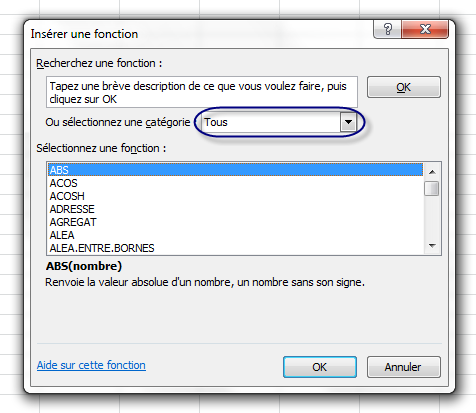 Insérer une fonction
Recherchez une fonction :
Tapez une brève description de ce que vous voulez faire, puis
cliquez sur OK
OK
Ou sélectionnez une catégorie :
Tous
Sélectionnez une fonction :
ABS
ACOS
ACOSH
ADRESSE
AGREGAT
ALEA
ALEA.ENTRE.BORNES
ABS(nombre)
Renvoie la valeur absolue d'un nombre, un nombre sans son signe.
Aide sur cette fonction
OK
Annuler